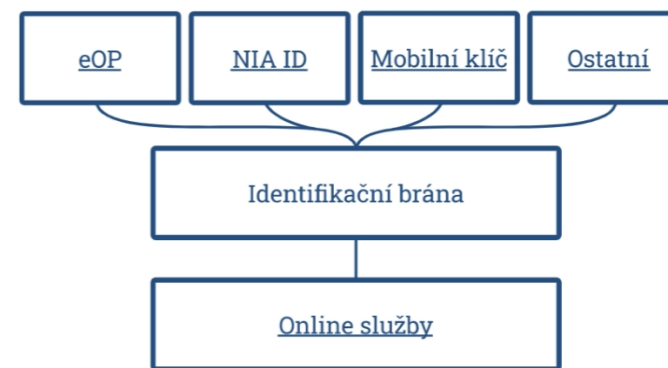 eOP
NIA ID
Mobilní klíč
Ostatní
Identifikační brána
Online služby